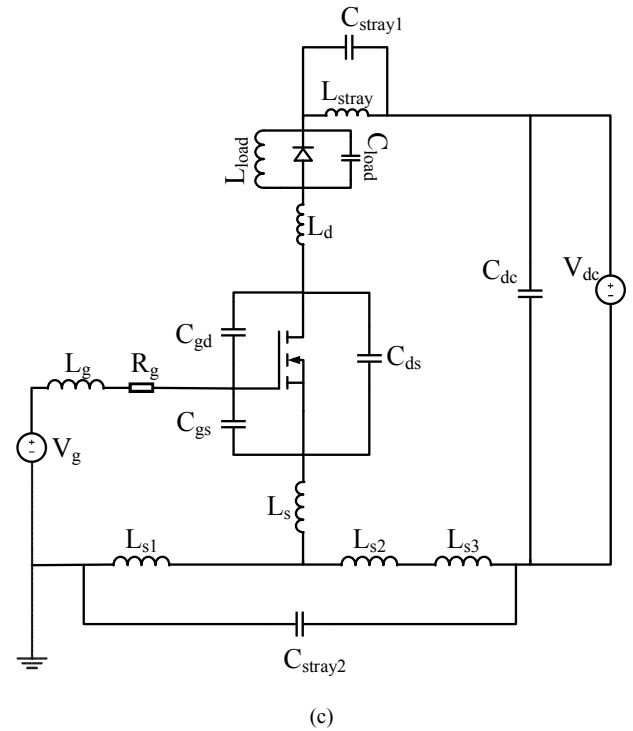 C_stray1
L_stray
L_load
C_load
L_d
C_dc
V_dc
C_gd
C_ds
L_g
R_g
C_gs
V_g
L_s
L_s1
L_s2
L_s3
C_stray2
(c)